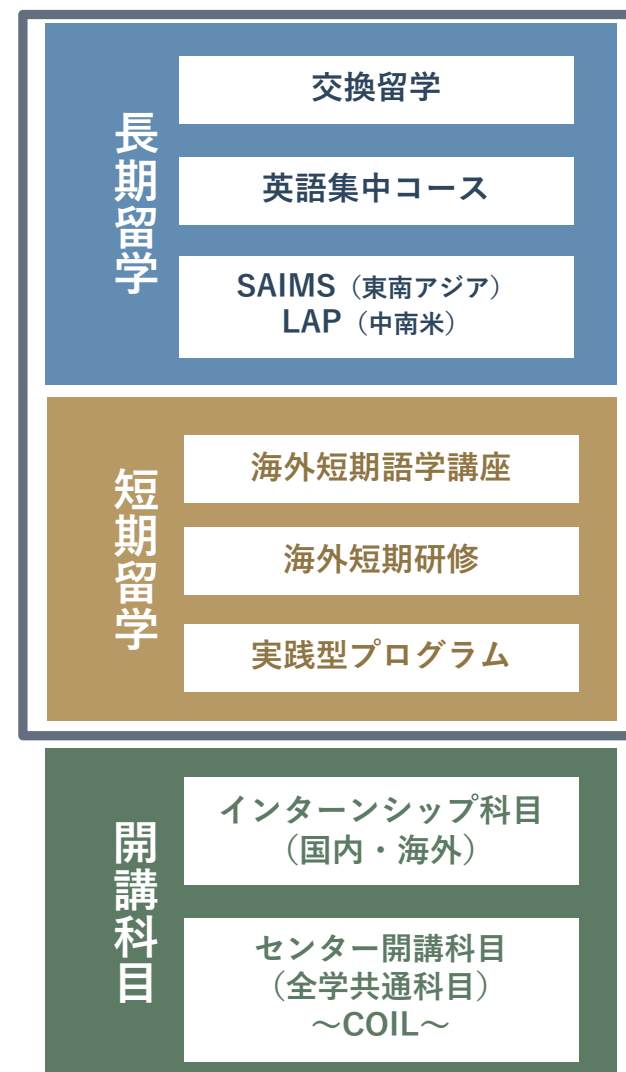 長期留学
交換留学
英語集中コース
SAIMS（東南アジア）
LAP（中南米）
短期留学
海外短期語学講座
海外短期研修
実践型プログラム
開講科目
インターンシップ科目
（国内・海外）
センター開講科目
（全学共通科目）
～COIL～